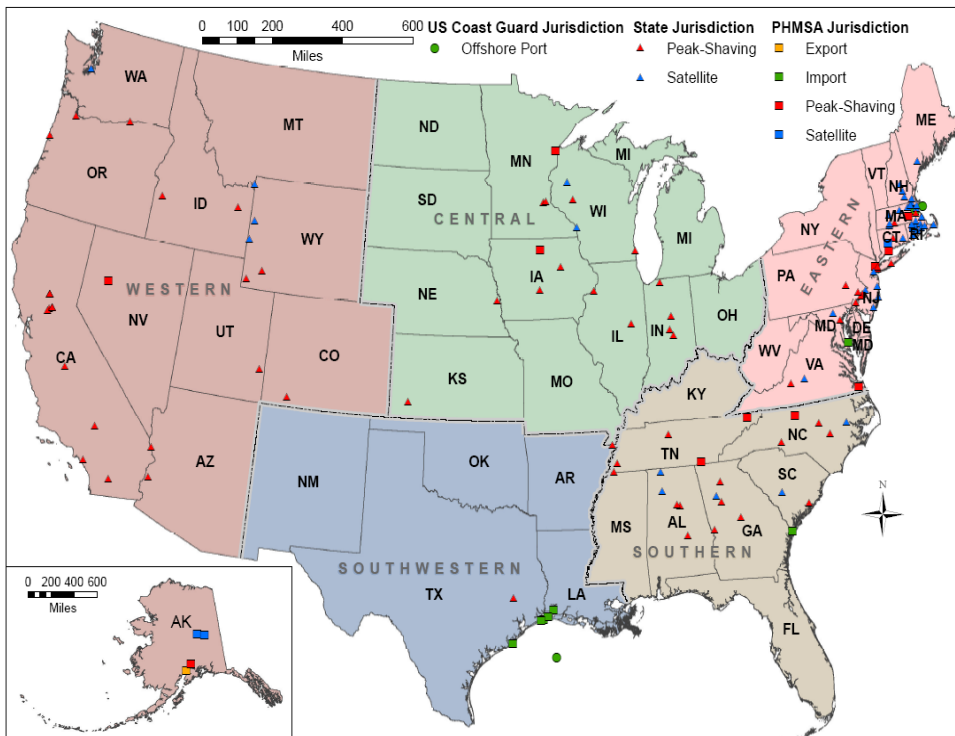 0 50 100 200 300 400 600
Miles
US Coast Guard Jurisdiction
Offshore Port
State Jurisdiction
Peak-Shaving
Satellite
PHMSA Jurisdiction
Export
Import
Peak-Shaving
Satellite
WA
MT
ND
MN
MI
ME
VT
NH
OR
ID
SD
WI
MA
NY
CT
RI
CENTRAL
WY
MI
EASTERN
PA
WESTERN
IA
NE
NJ
NV
OH
UT
IL
IN
MD
DE
MD
CA
CO
WV
VA
KS
MO
KY
NC
TN
AZ
OK
NM
AR
SC
MS
AL
GA
SOUTHERN
N
SOUTHWESTERN
TX
LA
FL
0 200 400 600
Miles
AK